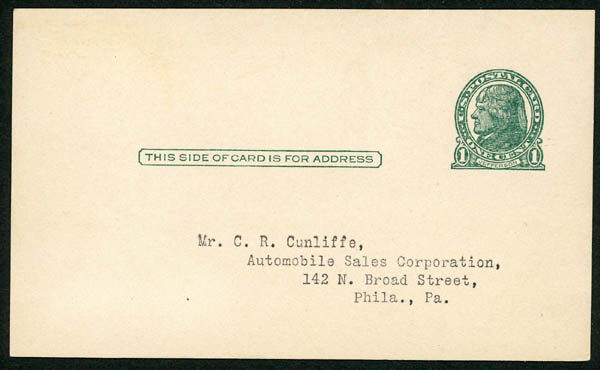 U.S. POSTAL CARD
1 ONE CENT 1
JEFFERSON
THIS SIDE OF CARD IS FOR ADDRESS
Mr. C. R. Cunliffe,
Automobile Sales Corporation,
142 N. Broad Street,
Phila., Pa.